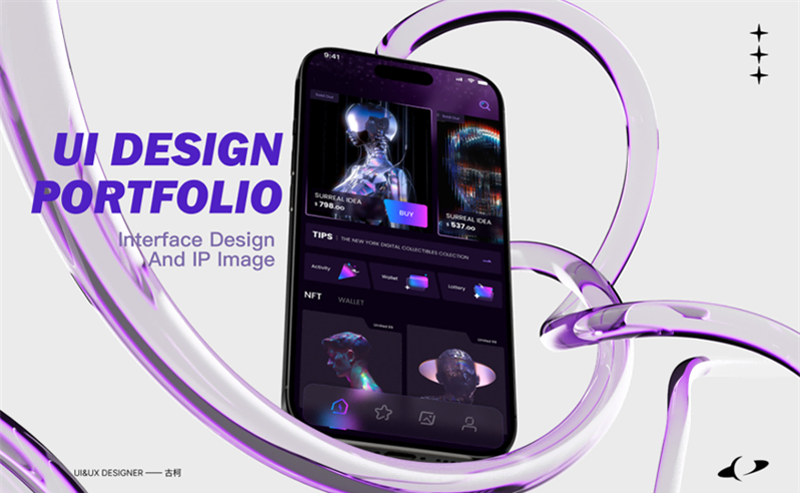 UI DESIGN
PORTFOLIO
Interface Design
And IP Image
9:41
SURREAL IDEA
$ 798.00
BUY
SURREAL IDEA
$ 537.00
TIPS | THE NEW YORK DIGITAL COLLECTIBLES COLECTION
Activity
Wallet
Lottery
NFT WALLET
UI&UX DESIGNER —— 古柯